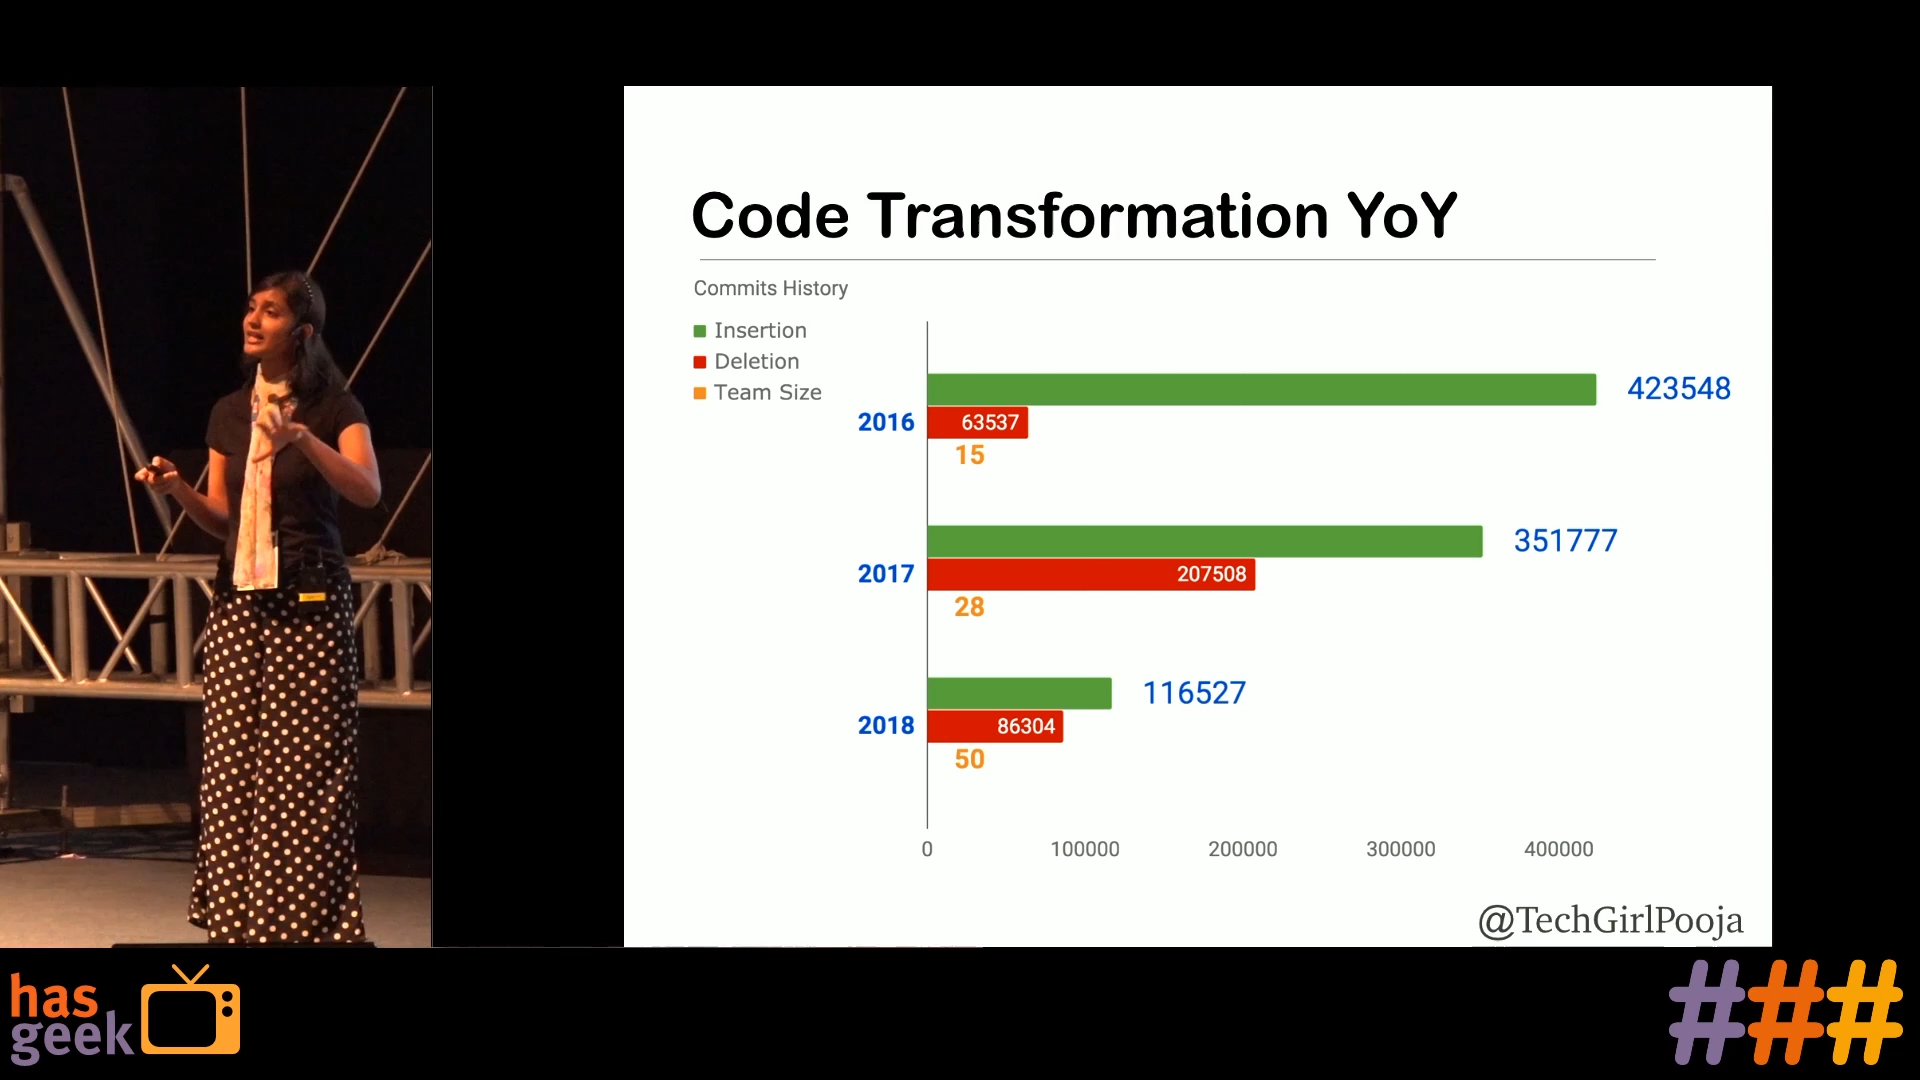 Code Transformation YoY
Commits History
Insertion
Deletion
Team Size
423548
2016
63537
15
351777
2017
207508
28
116527
2018
86304
50
0 100000 200000 300000 400000
@TechGirlPooja
has
geek
###